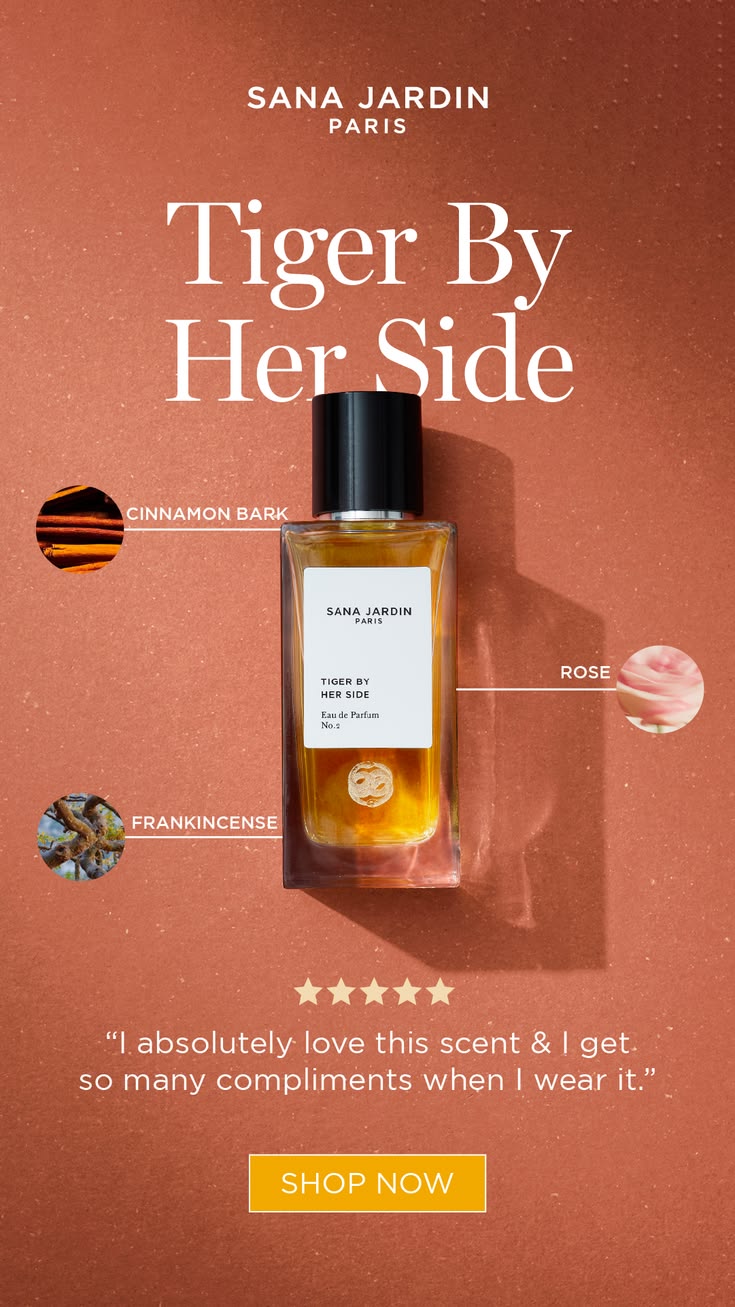 SANA JARDIN
PARIS
Tiger By
Her Side
CINNAMON BARK
SANA JARDIN
PARIS
ROSE
TIGER BY
HER SIDE
Eau de Parfum
No.2
FRANKINCENSE
“I absolutely love this scent & I get
so many compliments when I wear it.”
SHOP NOW